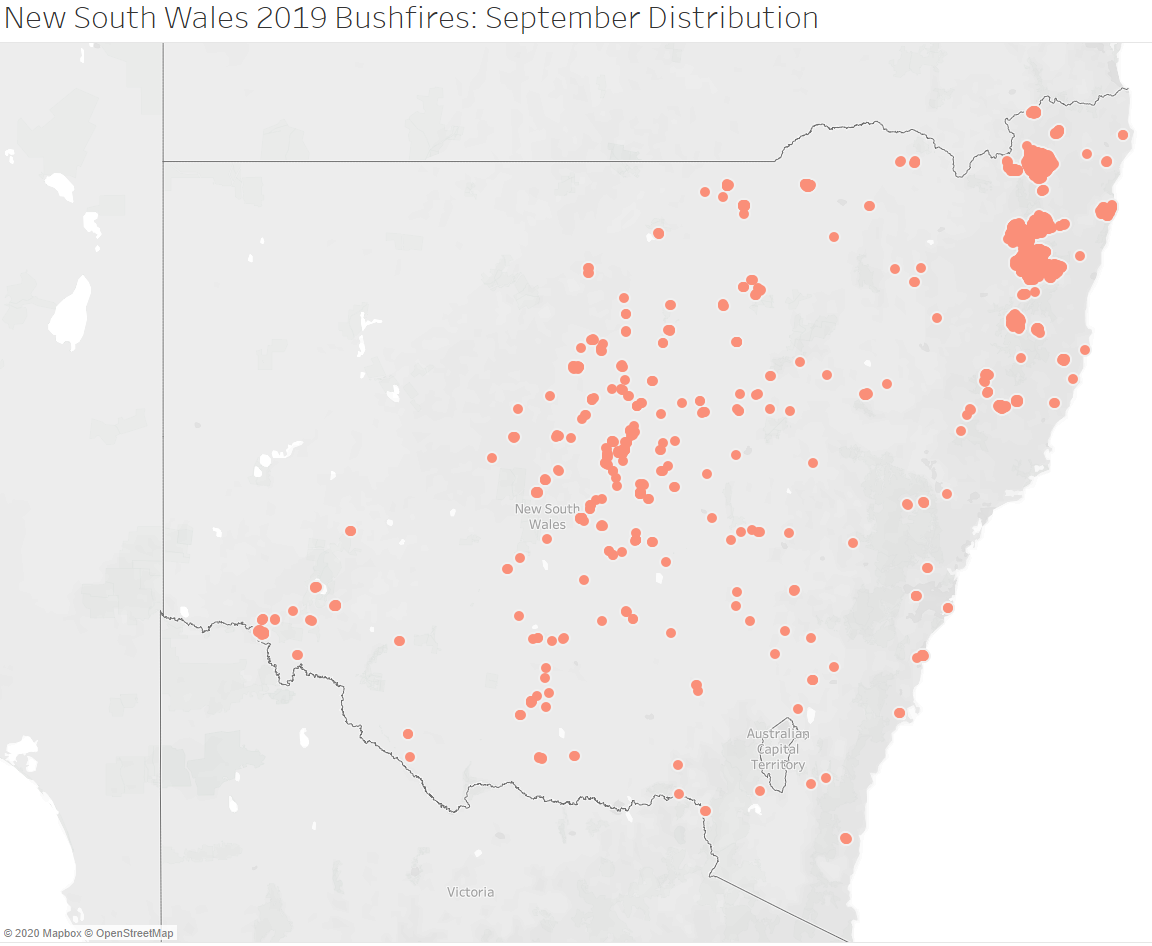 New South Wales 2019 Bushfires: September Distribution
New South
Wales
Australian
Capital
Territory
Victoria
© 2020 Mapbox © OpenStreetMap